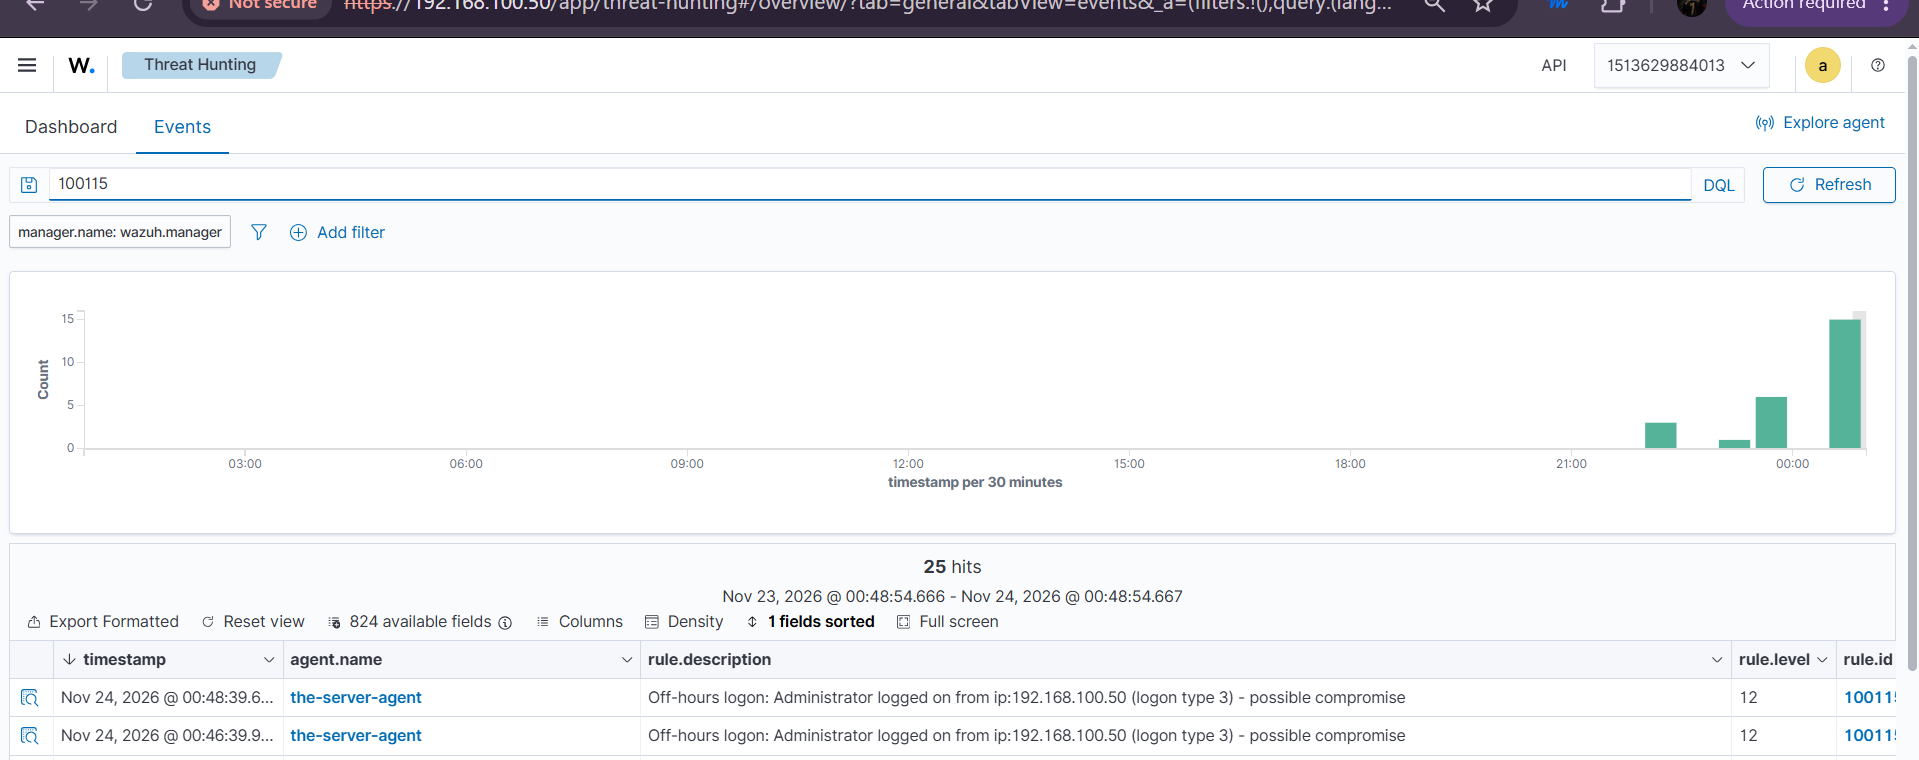 Not secure https://192.168.100.50/app/threat-hunting#/overview/?tab=general&tabView=events&_a=(filters:!(),query:(lang... Action required
W. Threat Hunting API 1513629884013 a
Dashboard Events Explore agent
100115 DQL Refresh
manager.name: wazuh.manager Add filter
15
10
5
0
Count
03:00 06:00 09:00 12:00 15:00 18:00 21:00 00:00
timestamp per 30 minutes
25 hits
Nov 23, 2026 @ 00:48:54.666 - Nov 24, 2026 @ 00:48:54.667
Export Formatted Reset view 824 available fields Columns Density 1 fields sorted Full screen
timestamp agent.name rule.description rule.level rule.id
Nov 24, 2026 @ 00:48:39.6... the-server-agent Off-hours logon: Administrator logged on from ip:192.168.100.50 (logon type 3) - possible compromise 12 100115
Nov 24, 2026 @ 00:46:39.9... the-server-agent Off-hours logon: Administrator logged on from ip:192.168.100.50 (logon type 3) - possible compromise 12 100115